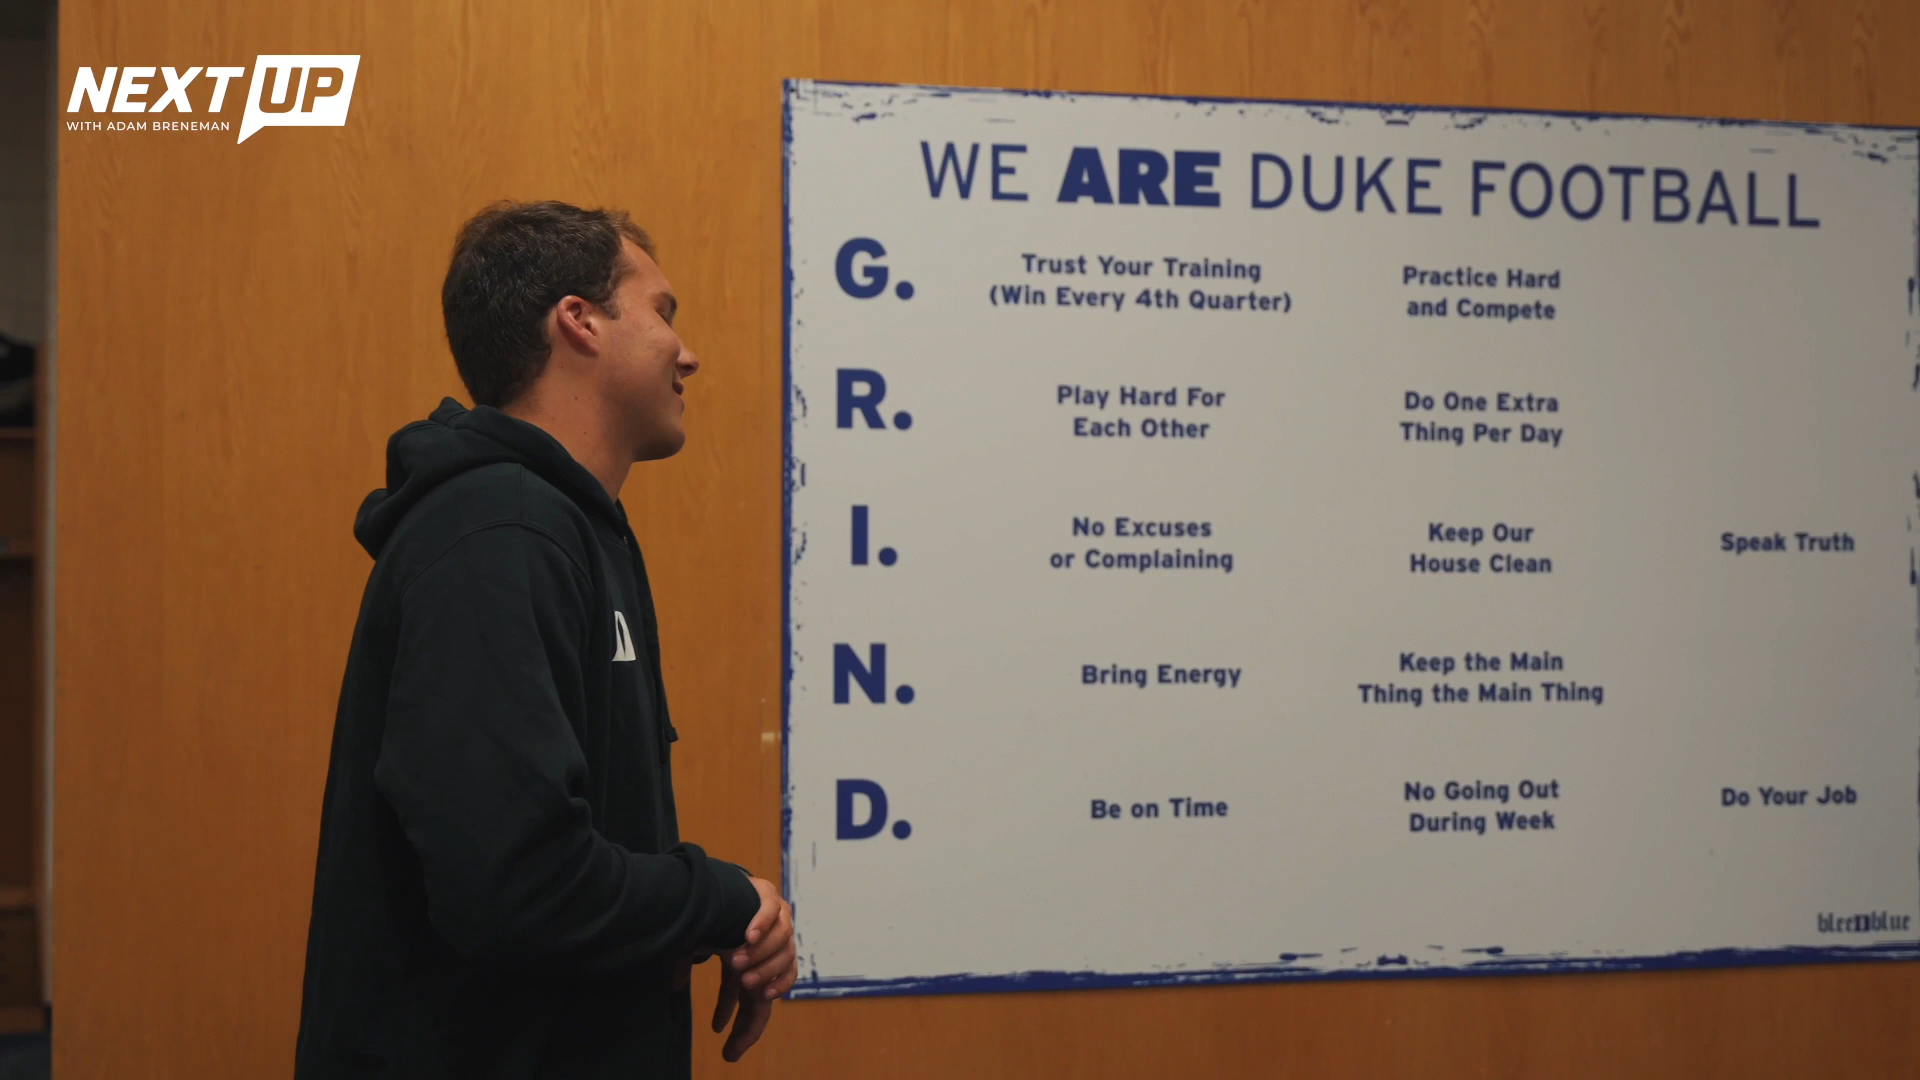 NEXT UP
WITH ADAM BRENEMAN
WE ARE DUKE FOOTBALL
G.
Trust Your Training
(Win Every 4th Quarter)
Practice Hard
and Compete
R.
Play Hard For
Each Other
Do One Extra
Thing Per Day
I.
No Excuses
or Complaining
Keep Our
House Clean
Speak Truth
N.
Bring Energy
Keep the Main
Thing the Main Thing
D.
Be on Time
No Going Out
During Week
Do Your Job
bleeDblue